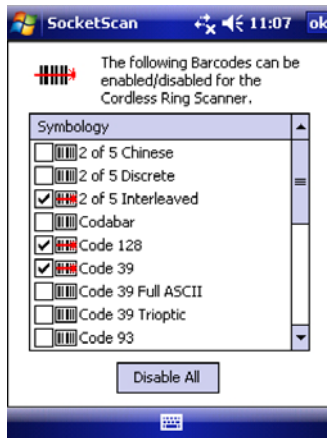 SocketScan 11:07 ok
The following Barcodes can be
enabled/disabled for the
Cordless Ring Scanner.
Symbology
2 of 5 Chinese
2 of 5 Discrete
2 of 5 Interleaved
Codabar
Code 128
Code 39
Code 39 Full ASCII
Code 39 Trioptic
Code 93
Disable All